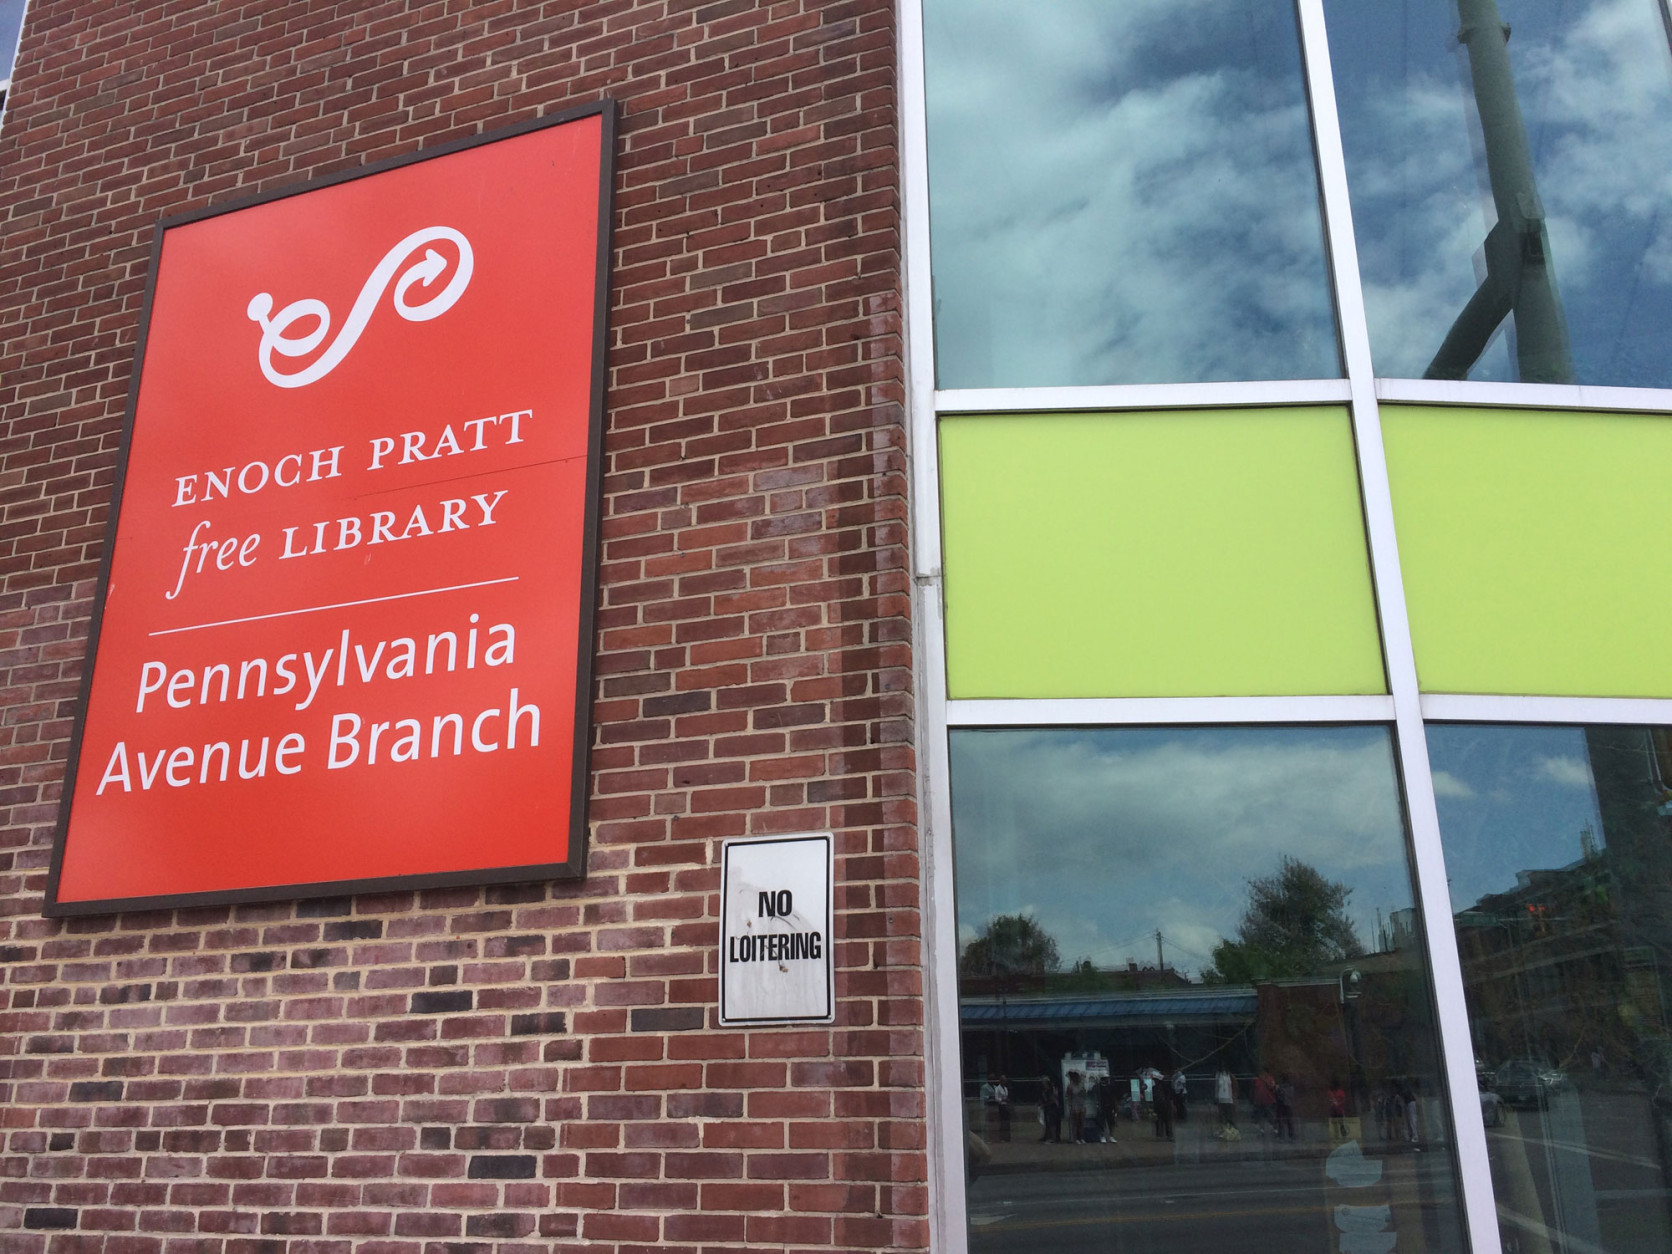 ENOCH PRATT
free LIBRARY
Pennsylvania
Avenue Branch
NO
LOITERING